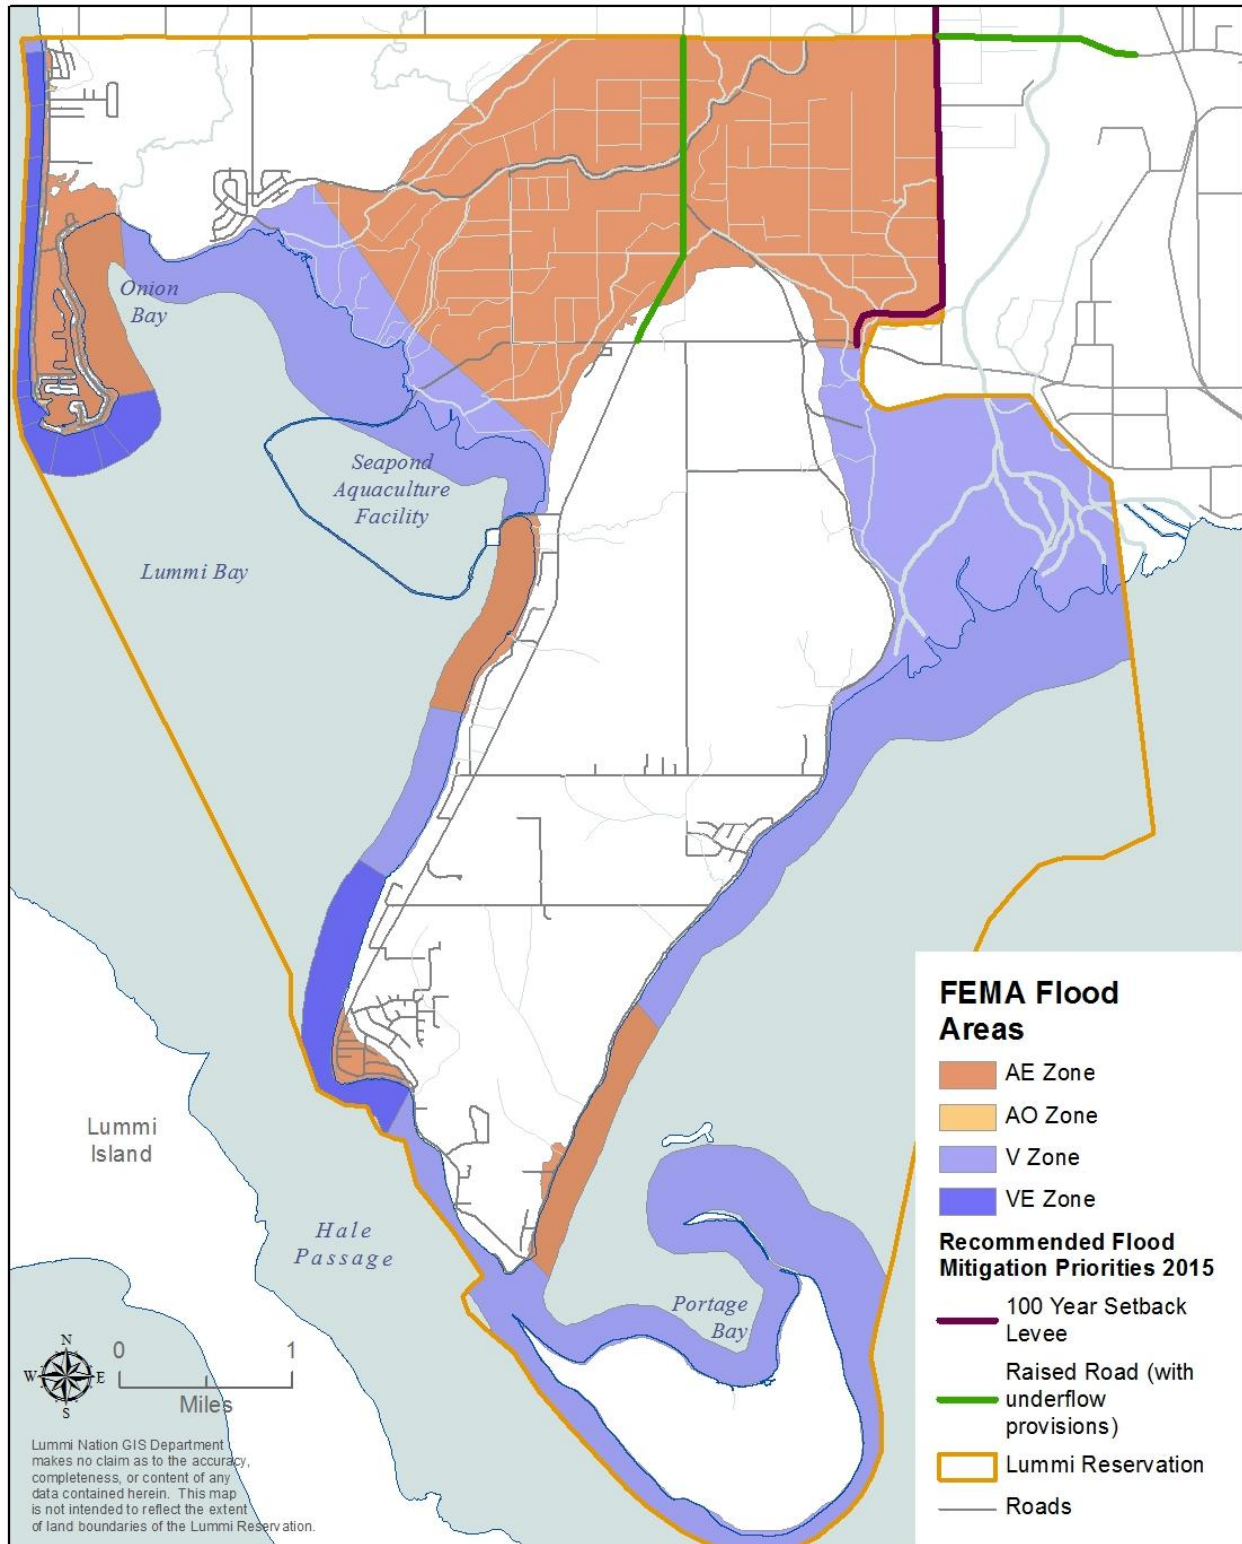 Onion
Bay
Seapond
Aquaculture
Facility
Lummi Bay
Lummi
Island
Hale
Passage
Portage
Bay
N
W E
S
0 1
Miles
Lummi Nation GIS Department
makes no claim as to the accuracy,
completeness, or content of any
data contained herein. This map
is not intended to reflect the extent
of land boundaries of the Lummi Reservation.
FEMA Flood
Areas
AE Zone
AO Zone
V Zone
VE Zone
Recommended Flood
Mitigation Priorities 2015
100 Year Setback
Levee
Raised Road (with
underflow
provisions)
Lummi Reservation
Roads